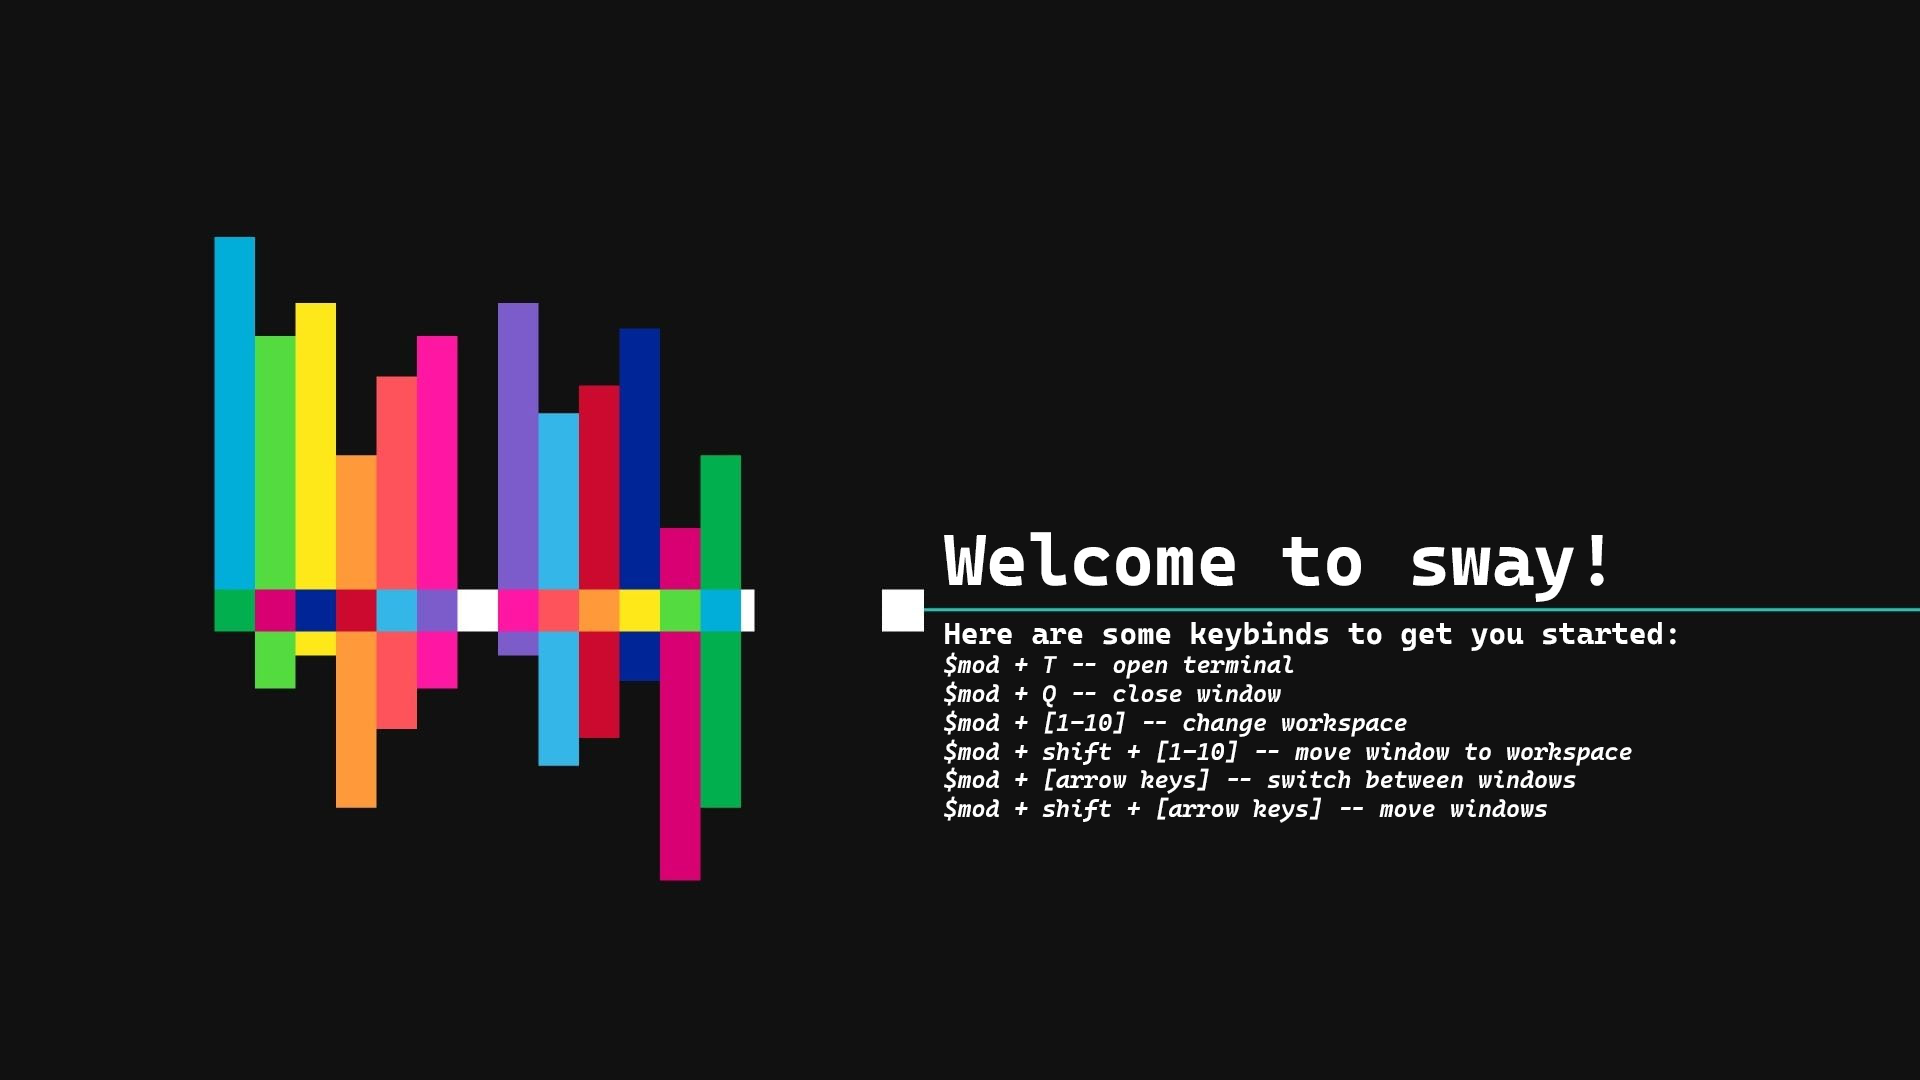 Welcome to sway!
Here are some keybinds to get you started:
$mod + T -- open terminal
$mod + Q -- close window
$mod + [1-10] -- change workspace
$mod + shift + [1-10] -- move window to workspace
$mod + [arrow keys] -- switch between windows
$mod + shift + [arrow keys] -- move windows